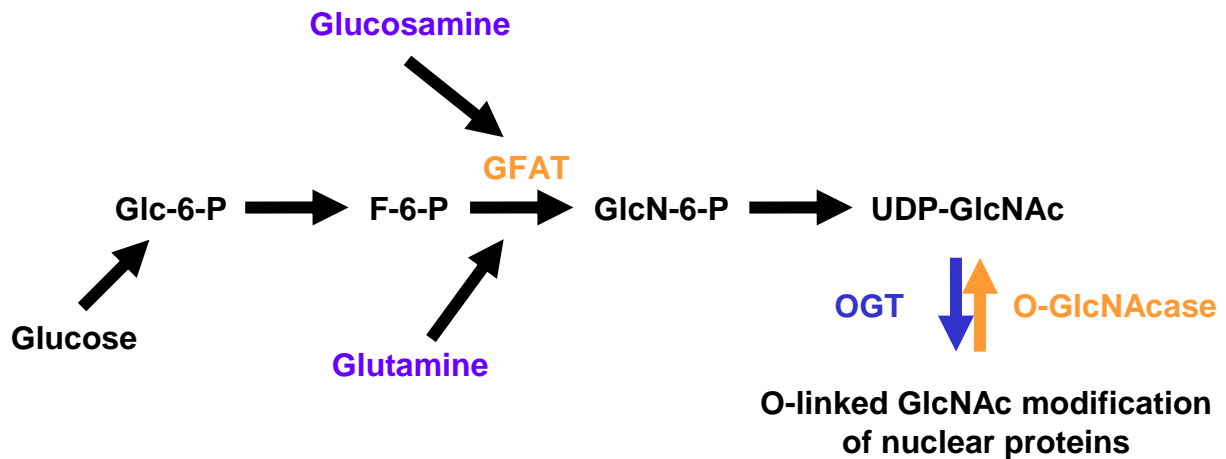 Glucosamine
GFAT
Glc-6-P
F-6-P
GlcN-6-P
UDP-GlcNAc
OGT
O-GlcNAcase
Glucose
Glutamine
O-linked GlcNAc modification
of nuclear proteins